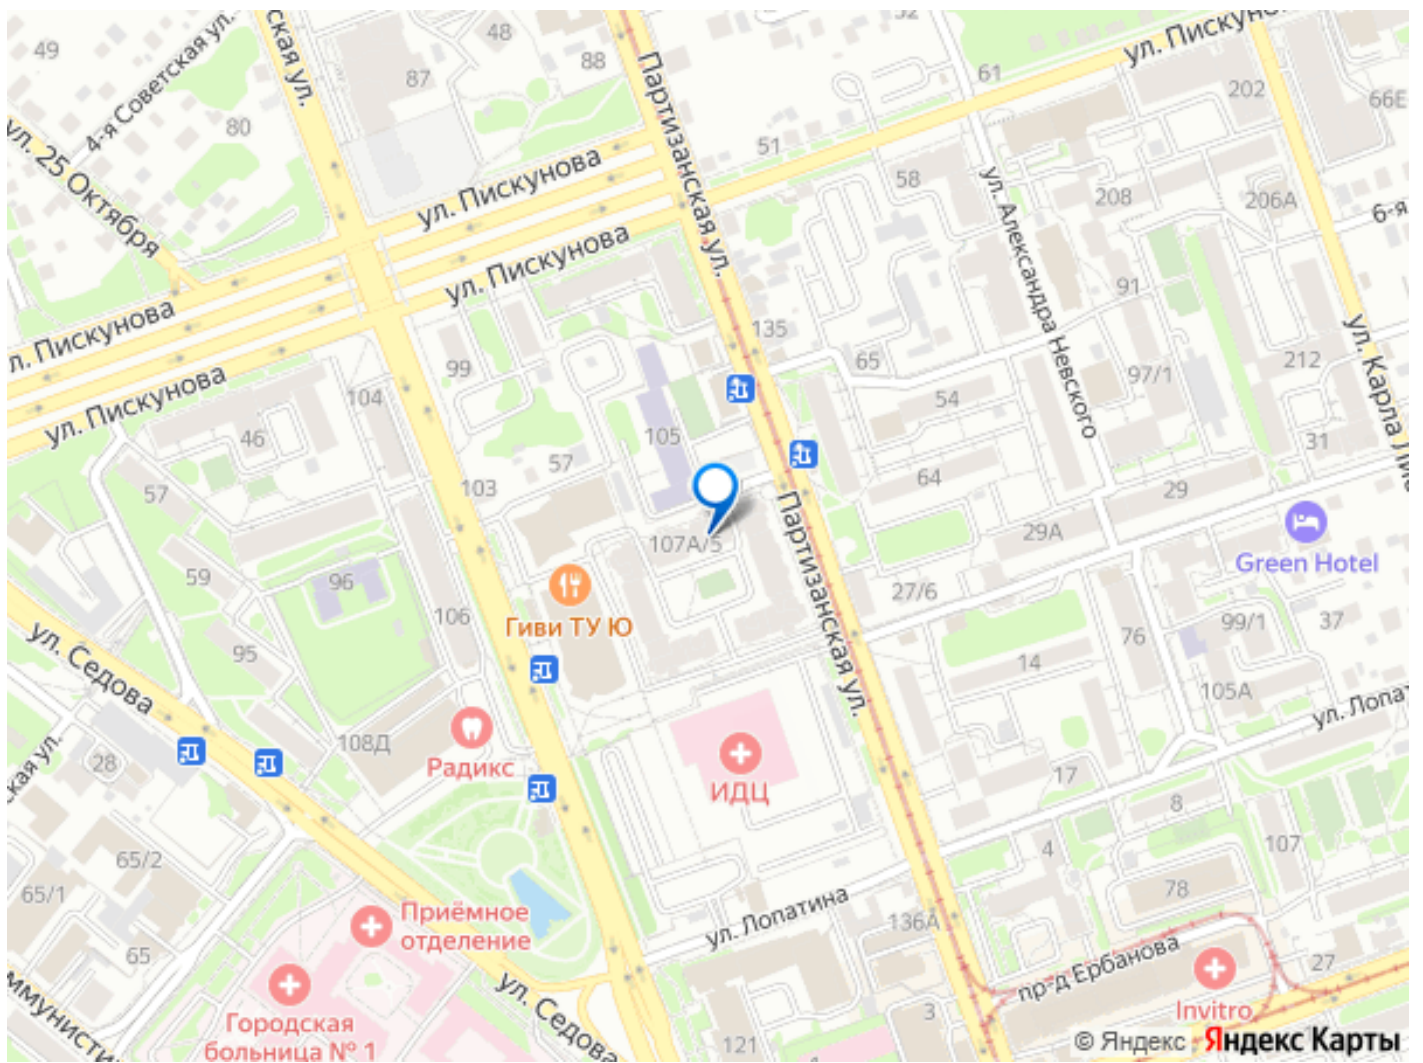 49
4-я Советская ул.
ская ул.
87
48
88
Партизанская ул.
52
61
ул. Пискунова
202
66Е
80
ул. 25 Октября
ул. Пискунова
51
58
ул. Александра Невского
208
206А
6-я
ул. Пискунова
л. Пискунова
ул. Пискунова
91
135
65
99
104
46
105
54
97/1
212
ул. Карла Либ
31
57
57
103
64
29
29А
107А/5
Партизанская ул.
Green Hotel
59
96
106
Гиви ТУ Ю
27/6
76
99/1
37
95
14
105А
ул. Седова
ская ул.
28
108Д
Радикс
ИДЦ
ул. Лопат
17
8
107
4
65/2
65/1
65
78
Приёмное
отделение
ул. Лопатина
136А
пр-д Ербанова
27
Invitro
ммунистич
Городская
больница № 1
ул. Седова
121
3
© Яндекс Яндекс Карты